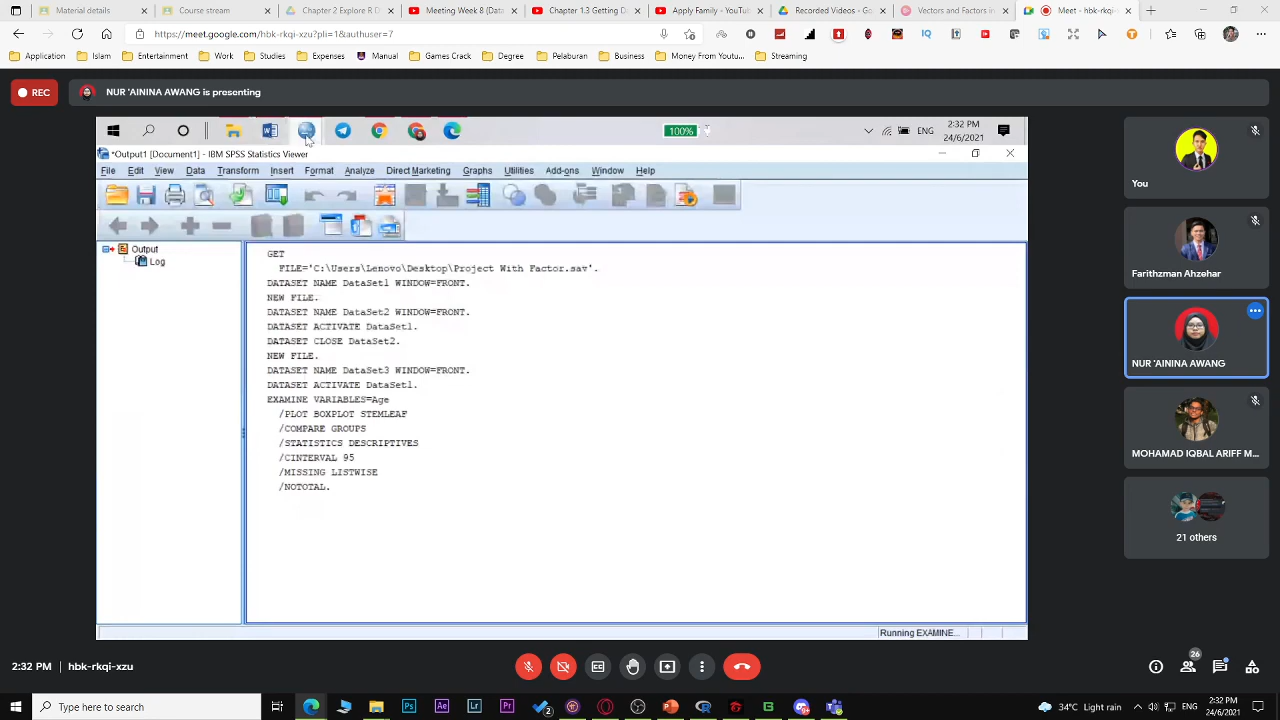 Material details
Course stream
Chapter 2 Explore R D
Meeting Week 8 (Data
Chapter 1.3 Getting Da
Apply Family - YouTu
Recorded Videos - Go
Vectors and Factors in
Meet - hbk-rkqi
https://meet.google.com/hbk-rkqi-xzu?pli=1&authuser=7
Application
Islam
Entertainment
Work
Studies
Expenses
Manual
Games Crack
Degree
Pelaburan
Business
Money From Youtu...
Streaming
REC
NUR 'AININA AWANG is presenting
100%
ENG
2:32 PM
24/6/2021
*Output1 [Document1] - IBM SPSS Statistics Viewer
File Edit View Data Transform Insert Format Analyze Direct Marketing Graphs Utilities Add-ons Window Help
Output
Log
GET
FILE='C:\Users\Lenovo\Desktop\Project With Factor.sav'.
DATASET NAME DataSet1 WINDOW=FRONT.
NEW FILE.
DATASET NAME DataSet2 WINDOW=FRONT.
DATASET ACTIVATE DataSet1.
DATASET CLOSE DataSet2.
NEW FILE.
DATASET NAME DataSet3 WINDOW=FRONT.
DATASET ACTIVATE DataSet1.
EXAMINE VARIABLES=Age
/PLOT BOXPLOT STEMLEAF
/COMPARE GROUPS
/STATISTICS DESCRIPTIVES
/CINTERVAL 95
/MISSING LISTWISE
/NOTOTAL.
Running EXAMINE...
You
Farithzman Ahzehar
NUR 'AININA AWANG
MOHAMAD IQBAL ARIFF M...
21 others
2:32 PM | hbk-rkqi-xzu
26
Type here to search
34°C Light rain
ENG
2:32 PM
24/6/2021